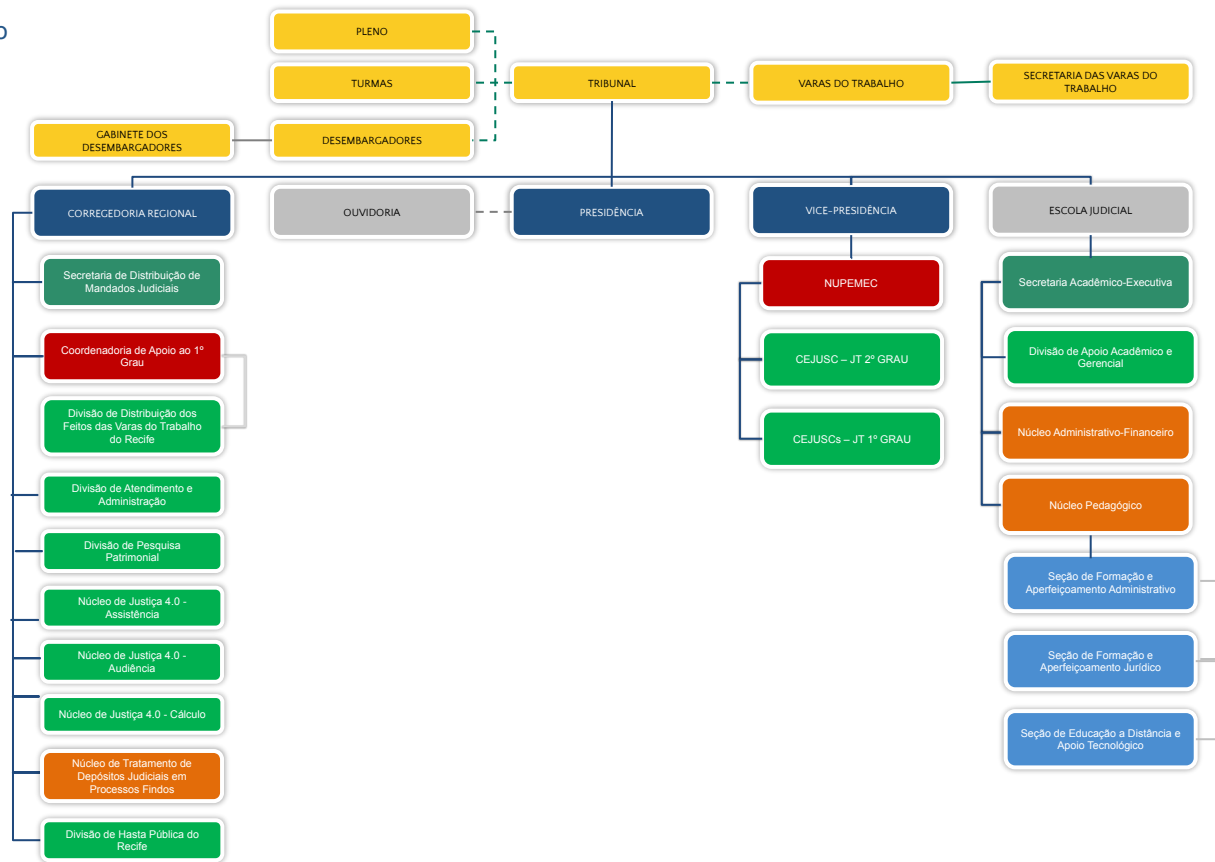 o
PLENO
TURMAS
TRIBUNAL
VARAS DO TRABALHO
SECRETARIA DAS VARAS DO
TRABALHO
GABINETE DOS
DESEMBARGADORES
DESEMBARGADORES
CORREGEDORIA REGIONAL
OUVIDORIA
PRESIDÊNCIA
VICE-PRESIDÊNCIA
ESCOLA JUDICIAL
Secretaria de Distribuição de
Mandados Judiciais
Coordenadoria de Apoio ao 1º
Grau
Divisão de Distribuição dos
Feitos das Varas do Trabalho
do Recife
Divisão de Atendimento e
Administração
Divisão de Pesquisa
Patrimonial
Núcleo de Justiça 4.0 -
Assistência
Núcleo de Justiça 4.0 -
Audiência
Núcleo de Justiça 4.0 - Cálculo
Núcleo de Tratamento de
Depósitos Judiciais em
Processos Findos
Divisão de Hasta Pública do
Recife
NUPEMEC
CEJUSC – JT 2º GRAU
CEJUSCs – JT 1º GRAU
Secretaria Acadêmico-Executiva
Divisão de Apoio Acadêmico e
Gerencial
Núcleo Administrativo-Financeiro
Núcleo Pedagógico
Seção de Formação e
Aperfeiçoamento Administrativo
Seção de Formação e
Aperfeiçoamento Jurídico
Seção de Educação a Distância e
Apoio Tecnológico